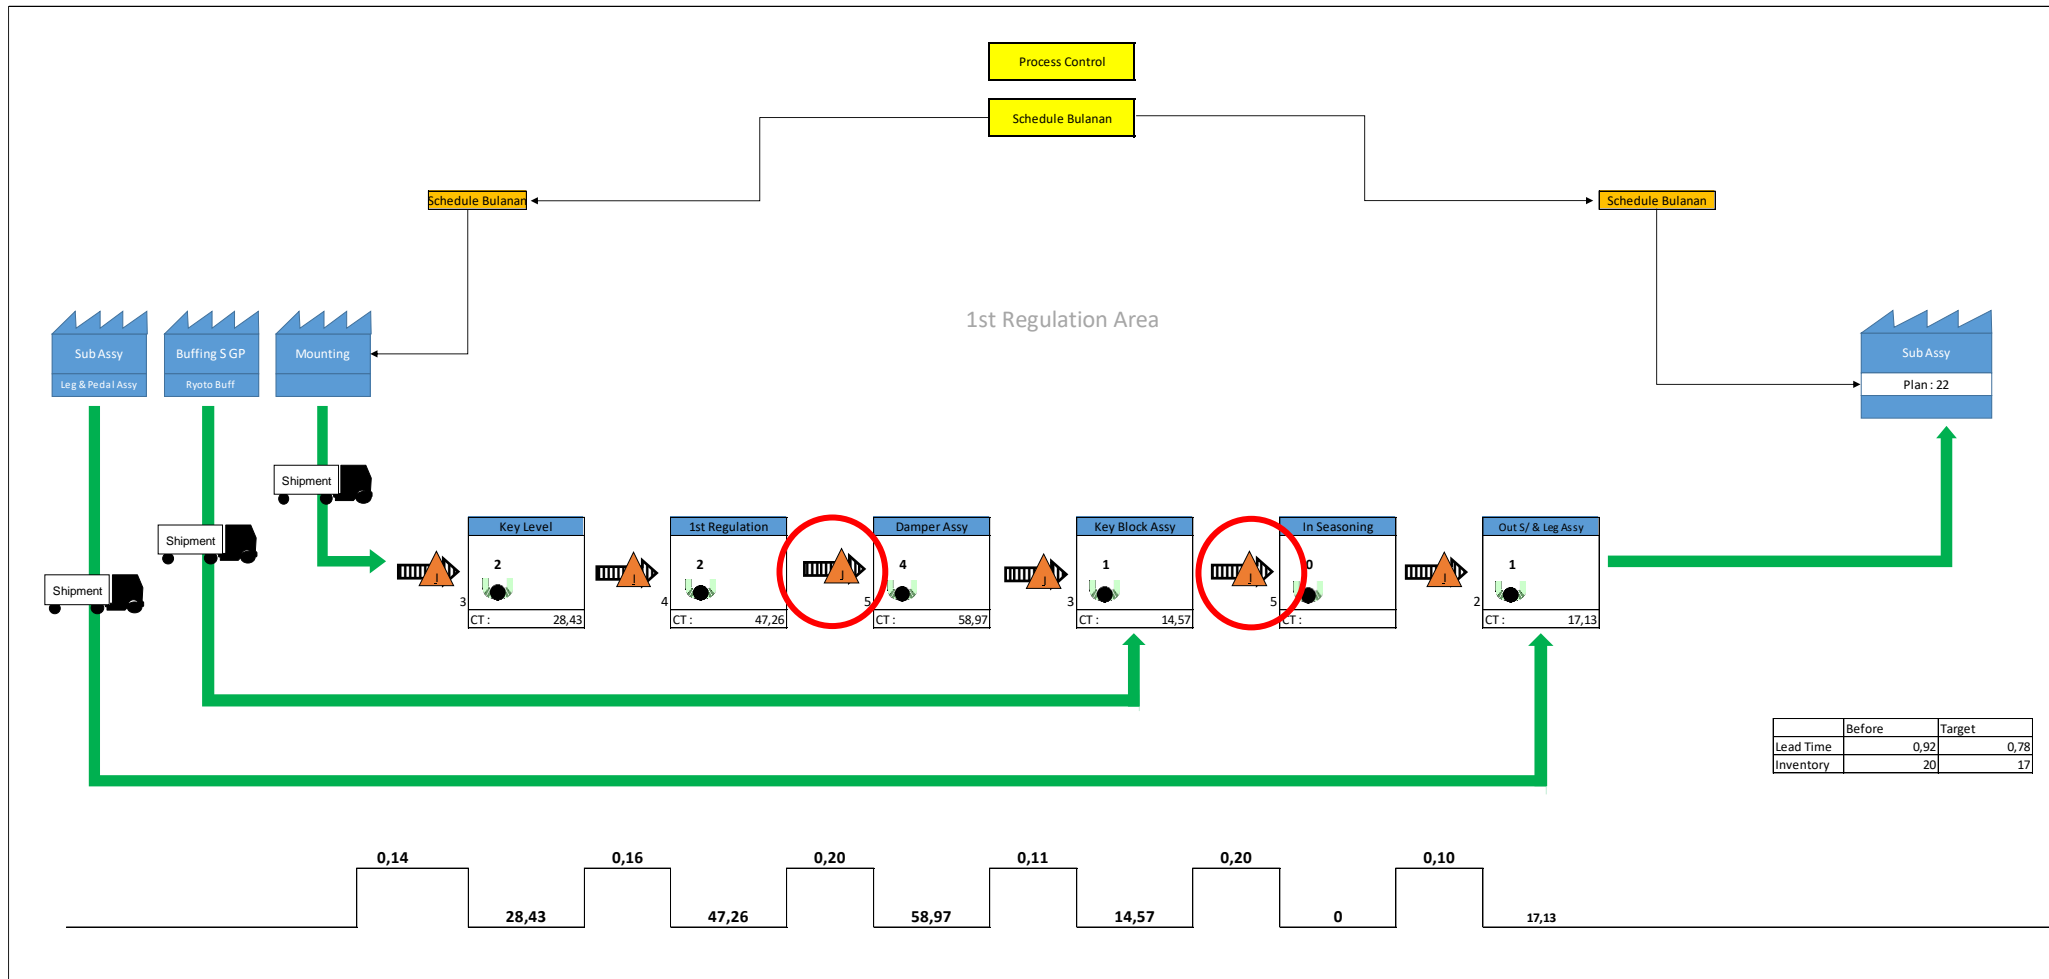 Process Control
Schedule Bulanan
Schedule Bulanan
Schedule Bulanan
1st Regulation Area
Sub Assy
Leg & Pedal Assy
Buffing S GP
Ryoto Buff
Mounting
Sub Assy
Plan : 22
Shipment
Shipment
Shipment
Key Level
1st Regulation
Damper Assy
Key Block Assy
In Seasoning
Out S/ & Leg Assy
J 2 J 2 J 4 J 1 J 0 J 1
3 4 5 3 5 2
CT : 28,43
CT : 47,26
CT : 58,97
CT : 14,57
CT :
CT : 17,13
Before Target
Lead Time 0,92 0,78
Inventory 20 17
0,14 0,16 0,20 0,11 0,20 0,10
28,43 47,26 58,97 14,57 0 17,13